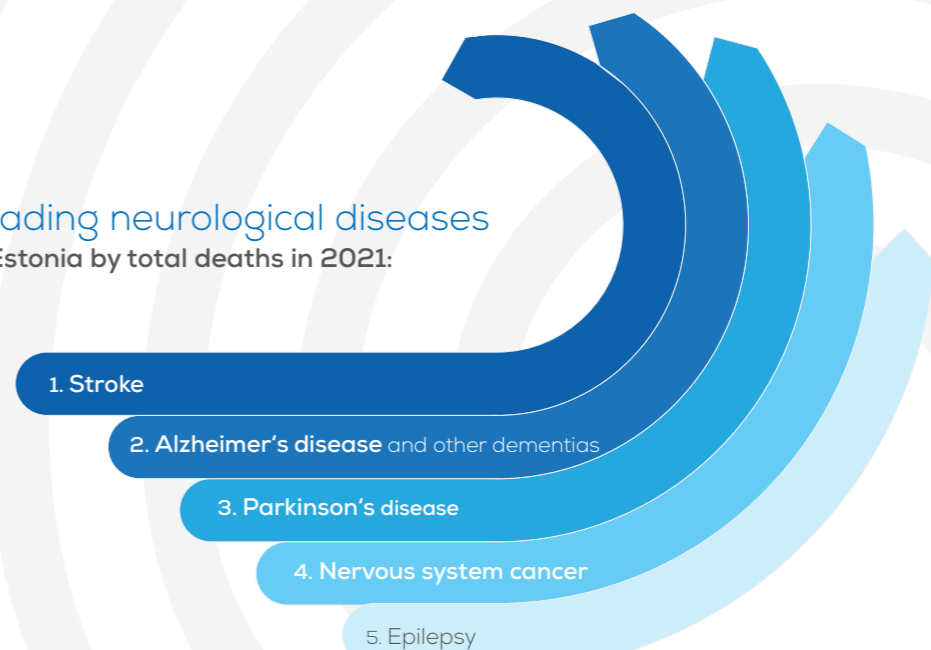 ading neurological diseases
Estonia by total deaths in 2021:
1. Stroke
2. Alzheimer‘s disease and other dementias
3. Parkinson‘s disease
4. Nervous system cancer
5. Epilepsy